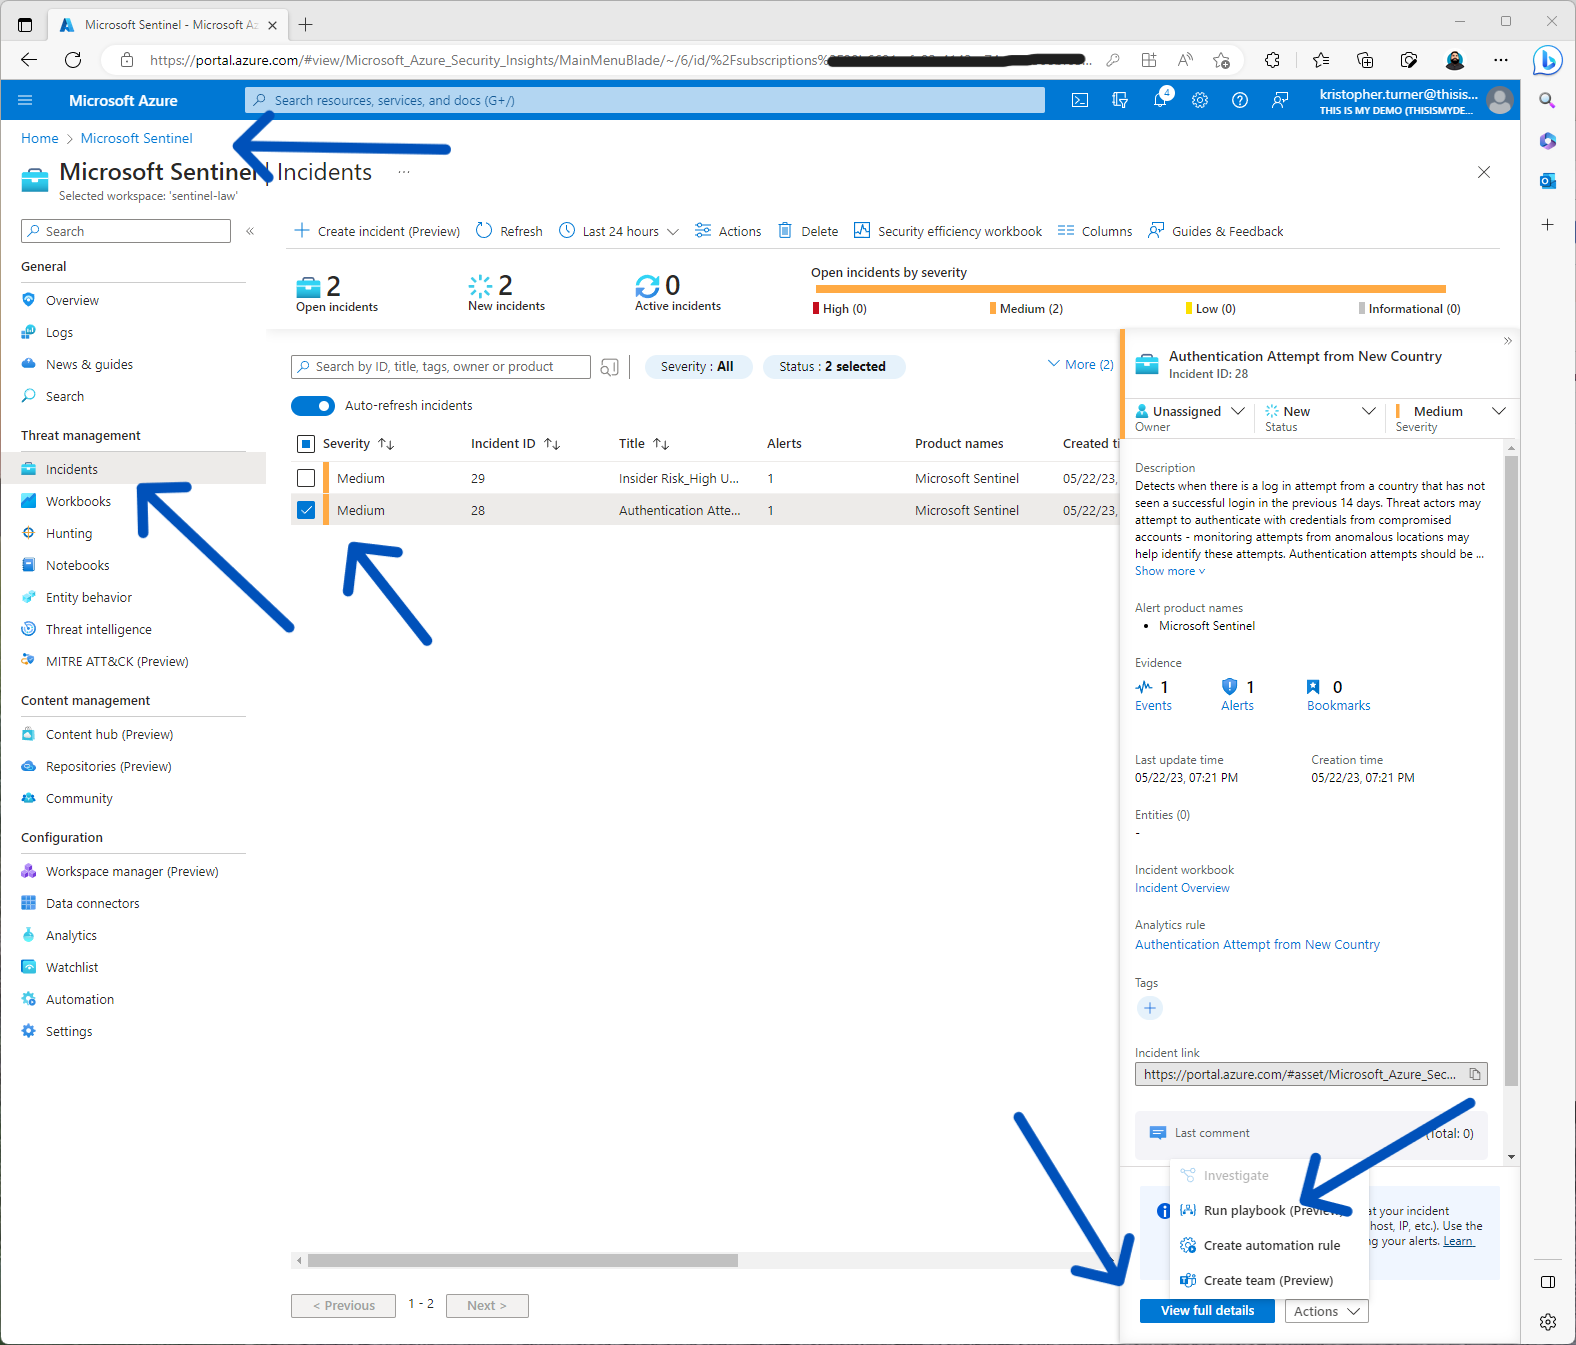 Microsoft Sentinel - Microsoft Az
https://portal.azure.com/#view/Microsoft_Azure_Security_Insights/MainMenuBlade/~/6/id/%2Fsubscriptions%
Microsoft Azure
Search resources, services, and docs (G+/)
4
kristopher.turner@thisis...
THIS IS MY DEMO (THISISMYDE...
Home > Microsoft Sentinel
Microsoft Sentinel | Incidents ...
Selected workspace: 'sentinel-law'
Search
«
Create incident (Preview) Refresh Last 24 hours Actions Delete Security efficiency workbook Columns Guides & Feedback
General
Overview
Logs
News & guides
Search
Threat management
Incidents
Workbooks
Hunting
Notebooks
Entity behavior
Threat intelligence
MITRE ATT&CK (Preview)
Content management
Content hub (Preview)
Repositories (Preview)
Community
Configuration
Workspace manager (Preview)
Data connectors
Analytics
Watchlist
Automation
Settings
2 Open incidents
2 New incidents
0 Active incidents
Open incidents by severity
High (0) Medium (2) Low (0) Informational (0)
Search by ID, title, tags, owner or product
Severity : All
Status : 2 selected
More (2)
Auto-refresh incidents
Severity Incident ID Title Alerts Product names Created ti
Medium 29 Insider Risk_High U... 1 Microsoft Sentinel 05/22/23,
Medium 28 Authentication Atte... 1 Microsoft Sentinel 05/22/23,
< Previous 1 - 2 Next >
»
Authentication Attempt from New Country
Incident ID: 28
Unassigned New Medium
Owner Status Severity
Description
Detects when there is a log in attempt from a country that has not
seen a successful login in the previous 14 days. Threat actors may
attempt to authenticate with credentials from compromised
accounts - monitoring attempts from anomalous locations may
help identify these attempts. Authentication attempts should be ...
Show more
Alert product names
• Microsoft Sentinel
Evidence
1 1 0
Events Alerts Bookmarks
Last update time Creation time
05/22/23, 07:21 PM 05/22/23, 07:21 PM
Entities (0)
-
Incident workbook
Incident Overview
Analytics rule
Authentication Attempt from New Country
Tags
Incident link
https://portal.azure.com/#asset/Microsoft_Azure_Sec...
Last comment (Total: 0)
Investigate
Run playbook
Create automation rule
Create team (Preview)
at your incident
host, IP, etc.). Use the
g your alerts. Learn
View full details
Actions